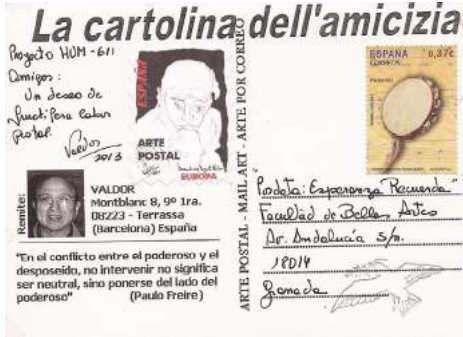 La cartolina dell'amicizia
Proyecto HUM-611
Amigos:
Un deseo de
fructífera labor
postal.
Valdor
2013
ESPAÑA
ARTE
POSTAL
EUROPA
Remite:
VALDOR
Montblanc 8, 9º 1ra.
08223 - Terrassa
(Barcelona) España
"En el conflicto entre el poderoso y el
desposeido, no intervenir no significa
ser neutral, sino ponerse del lado del
poderoso" (Paulo Freire)
ARTE POSTAL - MAIL ART - ARTE POR CORREO
ESPAÑA 0,37€
CORREOS
Esperanza Recuerda"
Facultad de Bellas Artes
Av. Andalucía s/n.
18014
Granada